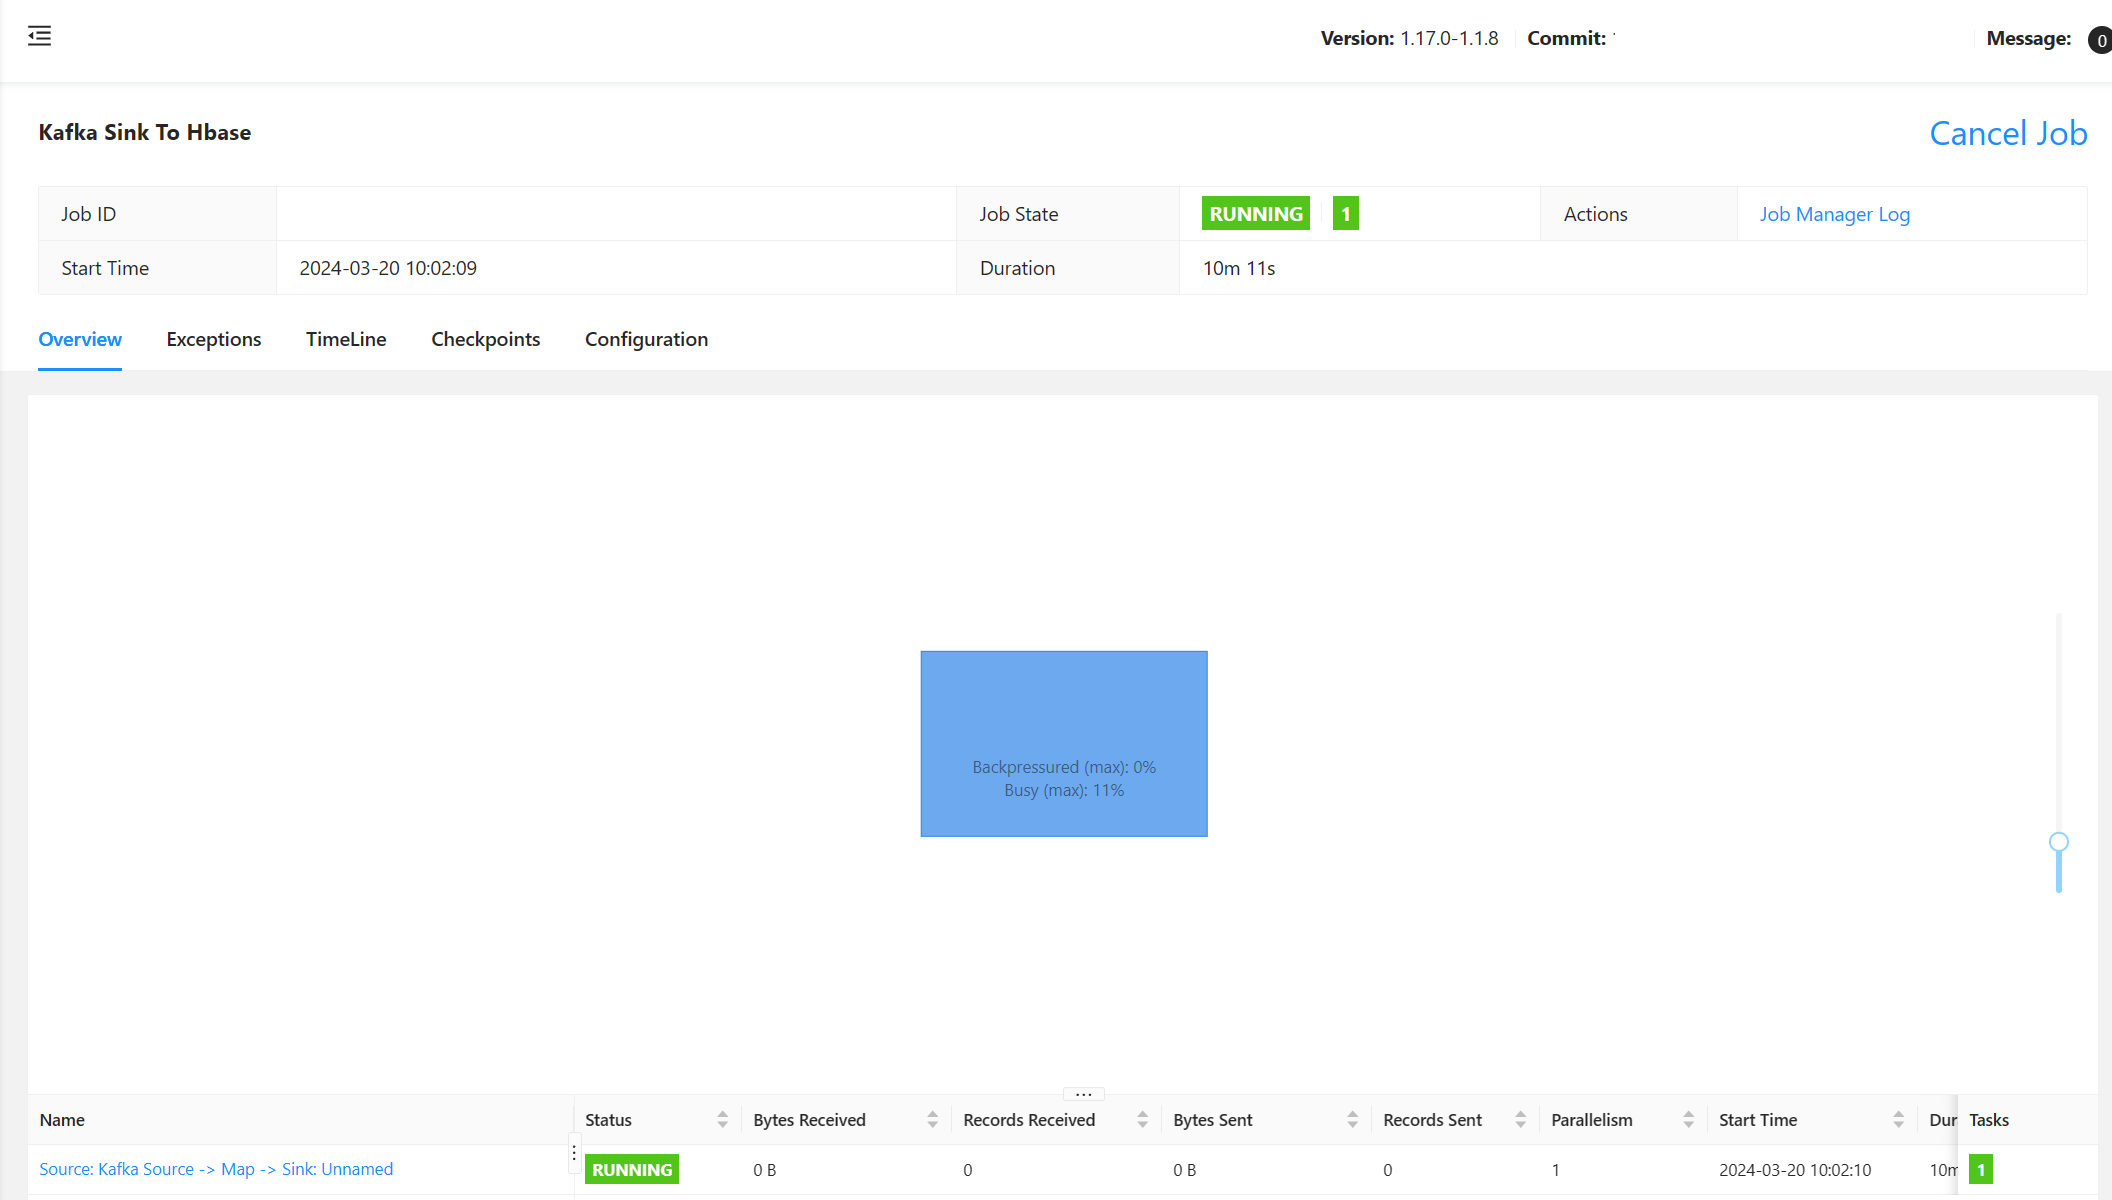 Version: 1.17.0-1.1.8 Commit: Message: 0
Kafka Sink To Hbase
Cancel Job
Job ID Job State RUNNING 1 Actions Job Manager Log
Start Time 2024-03-20 10:02:09 Duration 10m 11s
Overview Exceptions TimeLine Checkpoints Configuration
Backpressured (max): 0%
Busy (max): 11%
Name Status Bytes Received Records Received Bytes Sent Records Sent Parallelism Start Time Dur Tasks
Source: Kafka Source -> Map -> Sink: Unnamed RUNNING 0 B 0 0 B 0 1 2024-03-20 10:02:10 10m 1